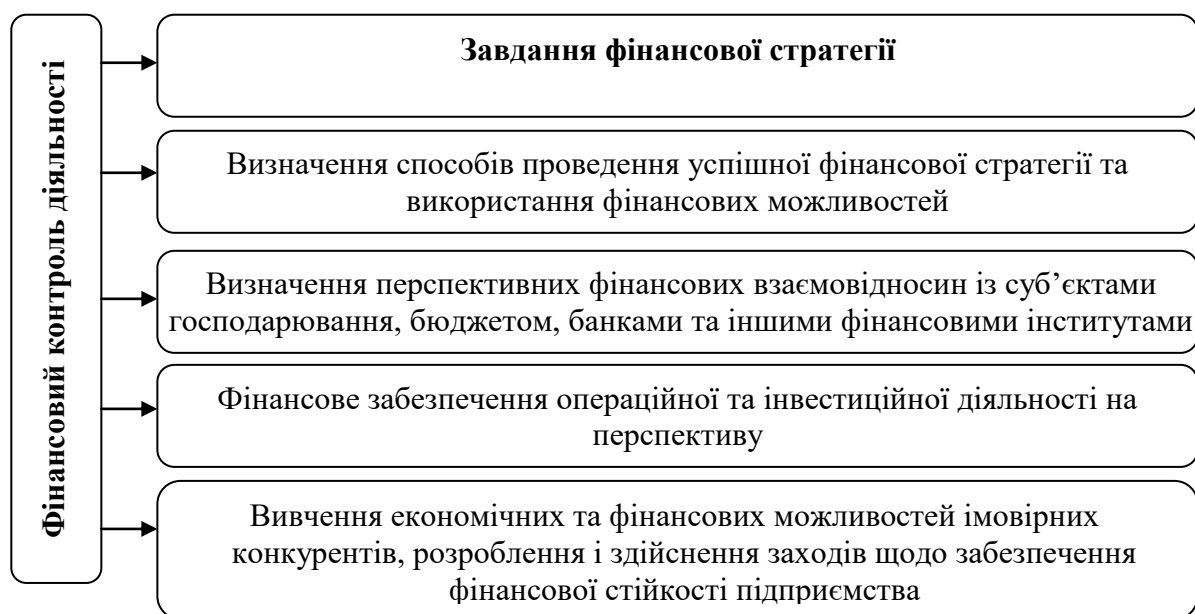 Фінансовий контроль діяльності
Завдання фінансової стратегії
Визначення способів проведення успішної фінансової стратегії та
використання фінансових можливостей
Визначення перспективних фінансових взаємовідносин із суб’єктами
господарювання, бюджетом, банками та іншими фінансовими інститутами
Фінансове забезпечення операційної та інвестиційної діяльності на
перспективу
Вивчення економічних та фінансових можливостей імовірних
конкурентів, розроблення і здійснення заходів щодо забезпечення
фінансової стійкості підприємства